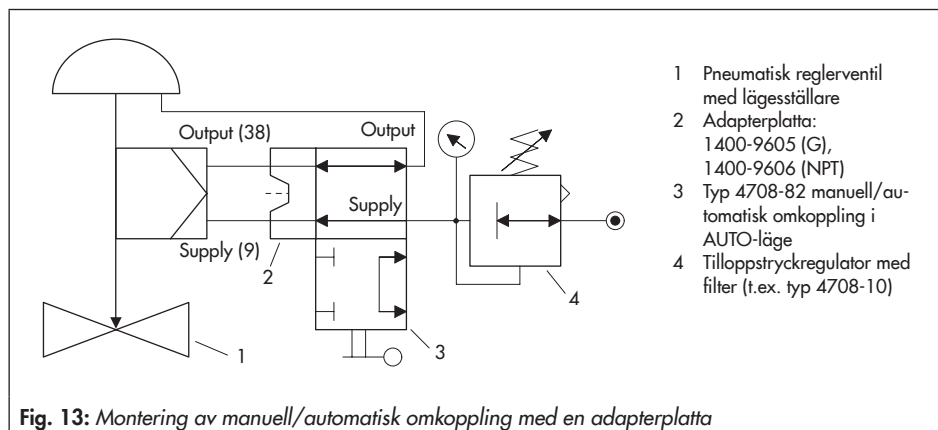 Output (38)
Output
Supply
Supply (9)
2
4
3
1
1 Pneumatisk reglerventil
med lägesställare
2 Adapterplatta:
1400-9605 (G),
1400-9606 (NPT)
3 Typ 4708-82 manuell/au-
tomatisk omkoppling i
AUTO-läge
4 Tilloppstryckregulator med
filter (t.ex. typ 4708-10)
Fig. 13: Montering av manuell/automatisk omkoppling med en adapterplatta